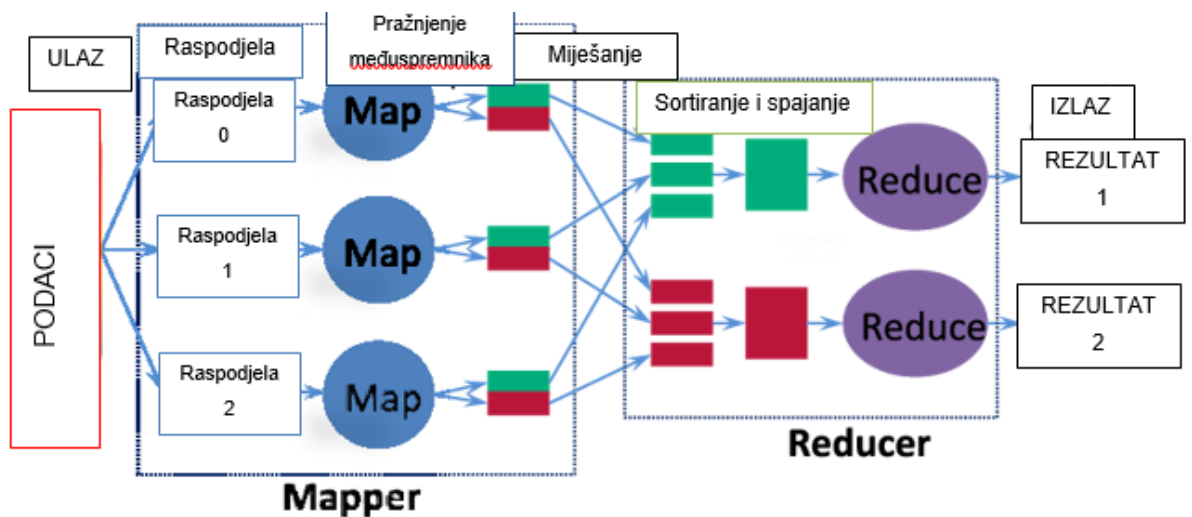 ULAZ
Raspodjela
Pražnjenje
međuspremnika
Miješanje
PODACI
Raspodjela
0
Map
Raspodjela
1
Map
Raspodjela
2
Map
Mapper
Sortiranje i spajanje
Reduce
Reduce
Reducer
IZLAZ
REZULTAT
1
REZULTAT
2